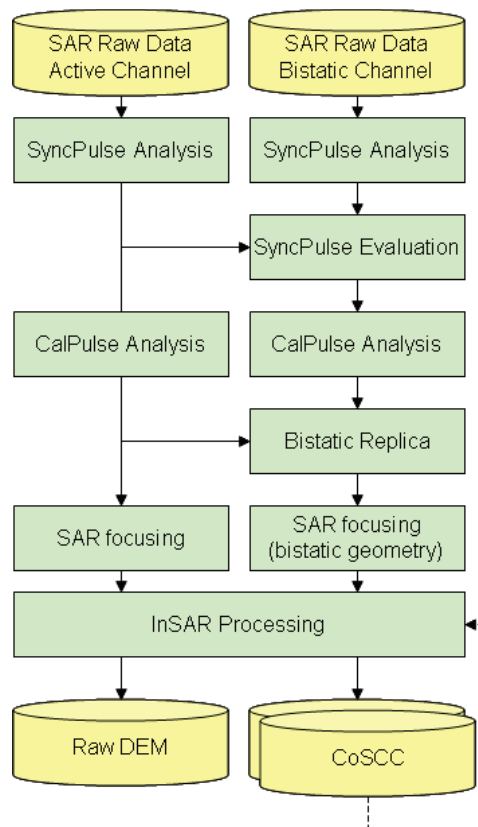 SAR Raw Data
Active Channel
SAR Raw Data
Bistatic Channel
SyncPulse Analysis
SyncPulse Analysis
SyncPulse Evaluation
CalPulse Analysis
CalPulse Analysis
Bistatic Replica
SAR focusing
SAR focusing
(bistatic geometry)
InSAR Processing
Raw DEM
CoSCC